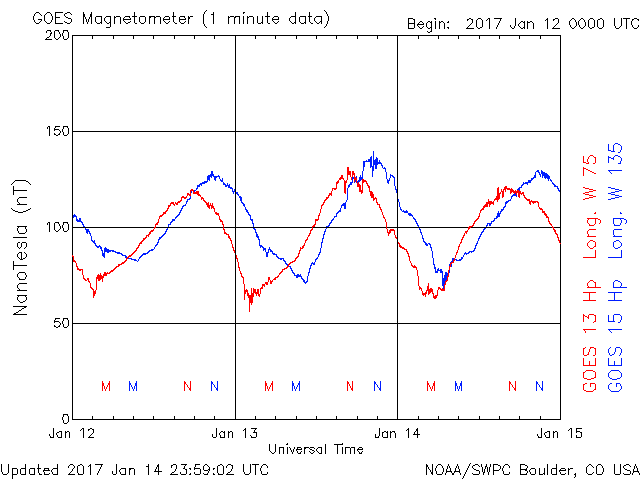 GOES Magnetometer (1 minute data)
Begin: 2017 Jan 12 0000 UTC
200
150
100
50
0
NanoTesla (nT)
M M N N M M N N M M N N
Jan 12 Jan 13 Jan 14 Jan 15
Universal Time
GOES 13 Hp Long. W 75
GOES 15 Hp Long. W 135
Updated 2017 Jan 14 23:59:02 UTC
NOAA/SWPC Boulder, CO USA